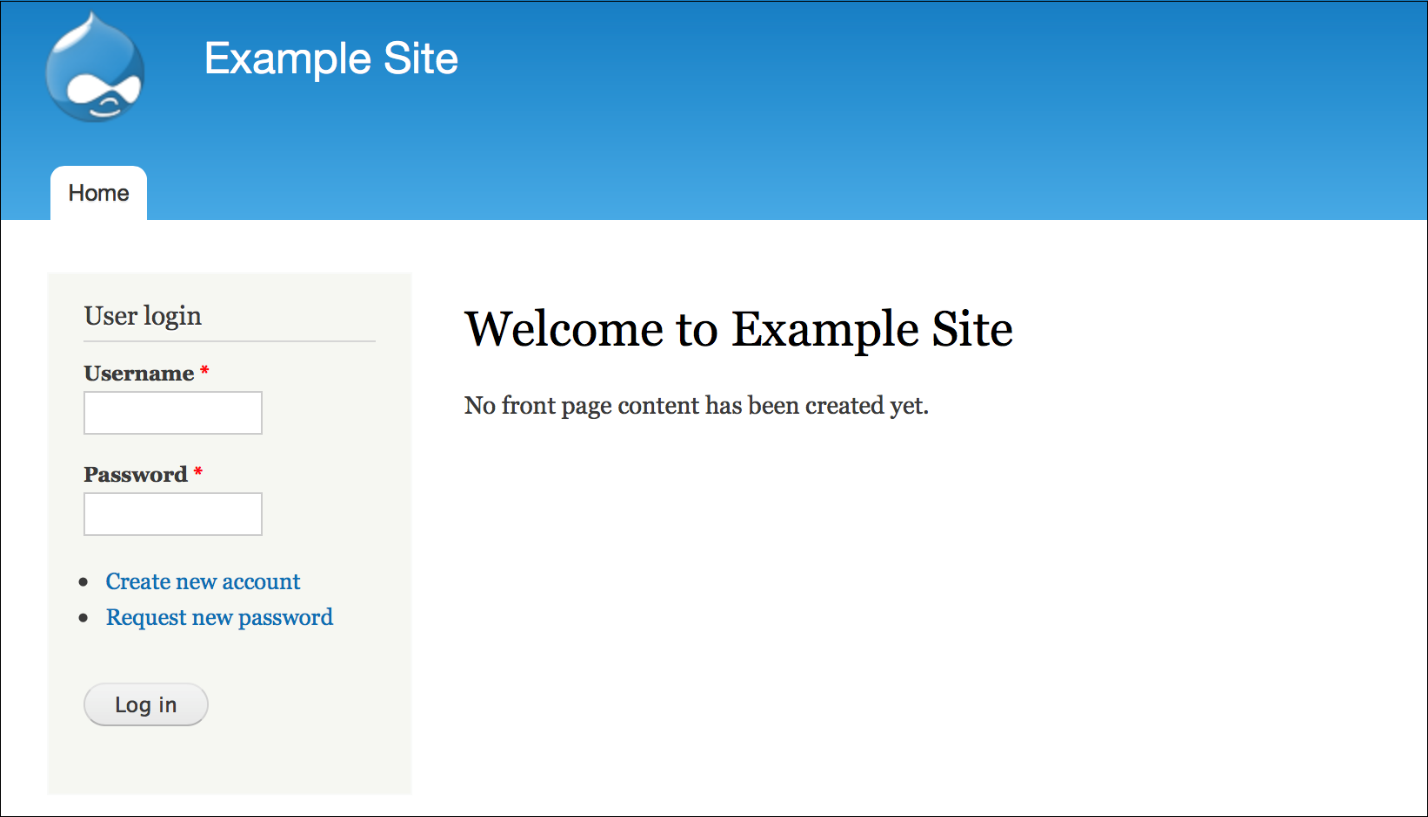 Example Site
Home
User login
Username *
Password *
Create new account
Request new password
Log in
Welcome to Example Site
No front page content has been created yet.